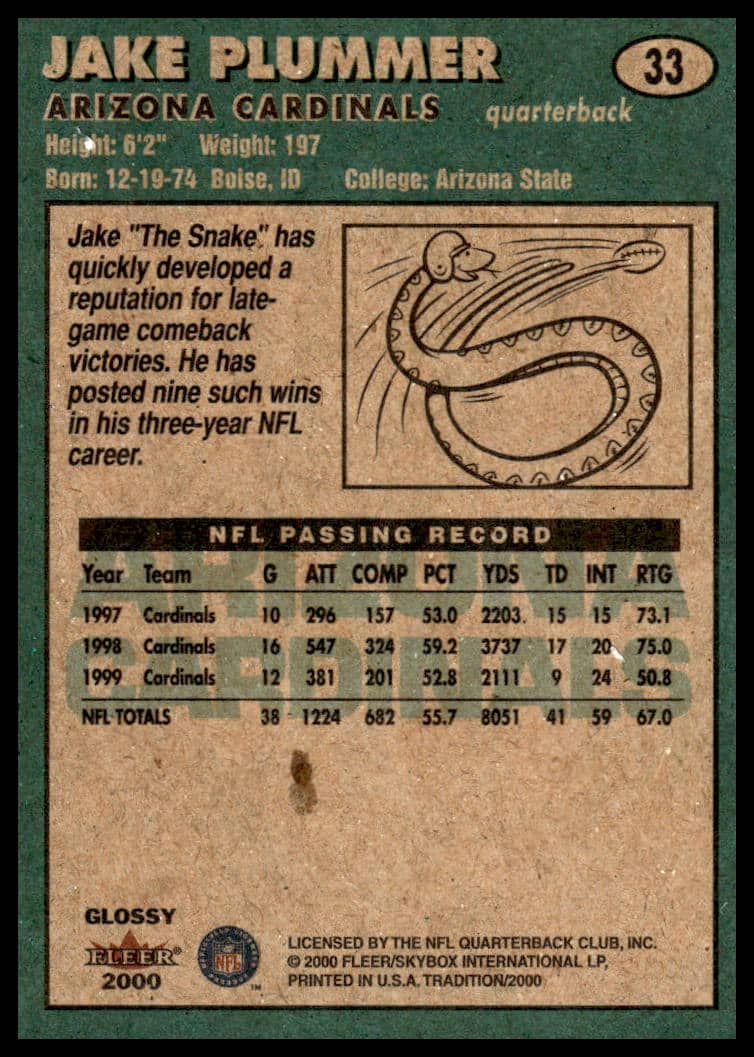 JAKE PLUMMER
33
ARIZONA CARDINALS quarterback
Height: 6'2" Weight: 197
Born: 12-19-74 Boise, ID College: Arizona State
Jake "The Snake" has
quickly developed a
reputation for late-
game comeback
victories. He has
posted nine such wins
in his three-year NFL
career.
NFL PASSING RECORD
ARIZONA
CARDINALS
Year Team G ATT COMP PCT YDS TD INT RTG
1997 Cardinals 10 296 157 53.0 2203 15 15 73.1
1998 Cardinals 16 547 324 59.2 3737 17 20 75.0
1999 Cardinals 12 381 201 52.8 2111 9 24 50.8
NFL TOTALS 38 1224 682 55.7 8051 41 59 67.0
GLOSSY
FLEER®
2000
NFL
TM
LICENSED BY THE NFL QUARTERBACK CLUB, INC.
© 2000 FLEER/SKYBOX INTERNATIONAL LP,
PRINTED IN U.S.A. TRADITION/2000